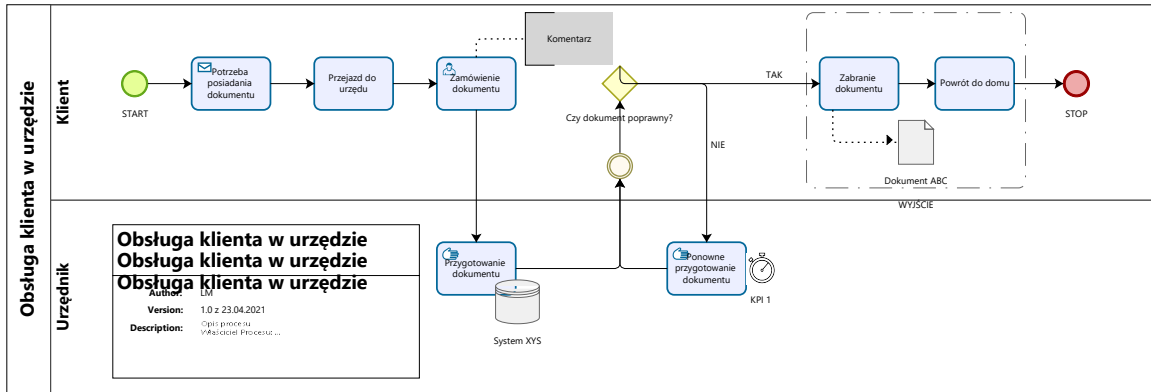 Obsługa klienta w urzędzie
Klient
START
Potrzeba
posiadania
dokumentu
Przejazd do
urzędu
Zamówienie
dokumentu
Komentarz
Czy dokument poprawny?
TAK
NIE
Zabranie
dokumentu
Powrót do domu
STOP
Dokument ABC
WYJŚCIE
Urzędnik
Obsługa klienta w urzędzie
Obsługa klienta w urzędzie
Obsługa klienta w urzędzie
Author: LM
Version: 1.0 z 23.04.2021
Description: Opis procesu
Właściciel Procesu: ...
Przygotowanie
dokumentu
System XYS
Ponowne
przygotowanie
dokumentu
KPI 1